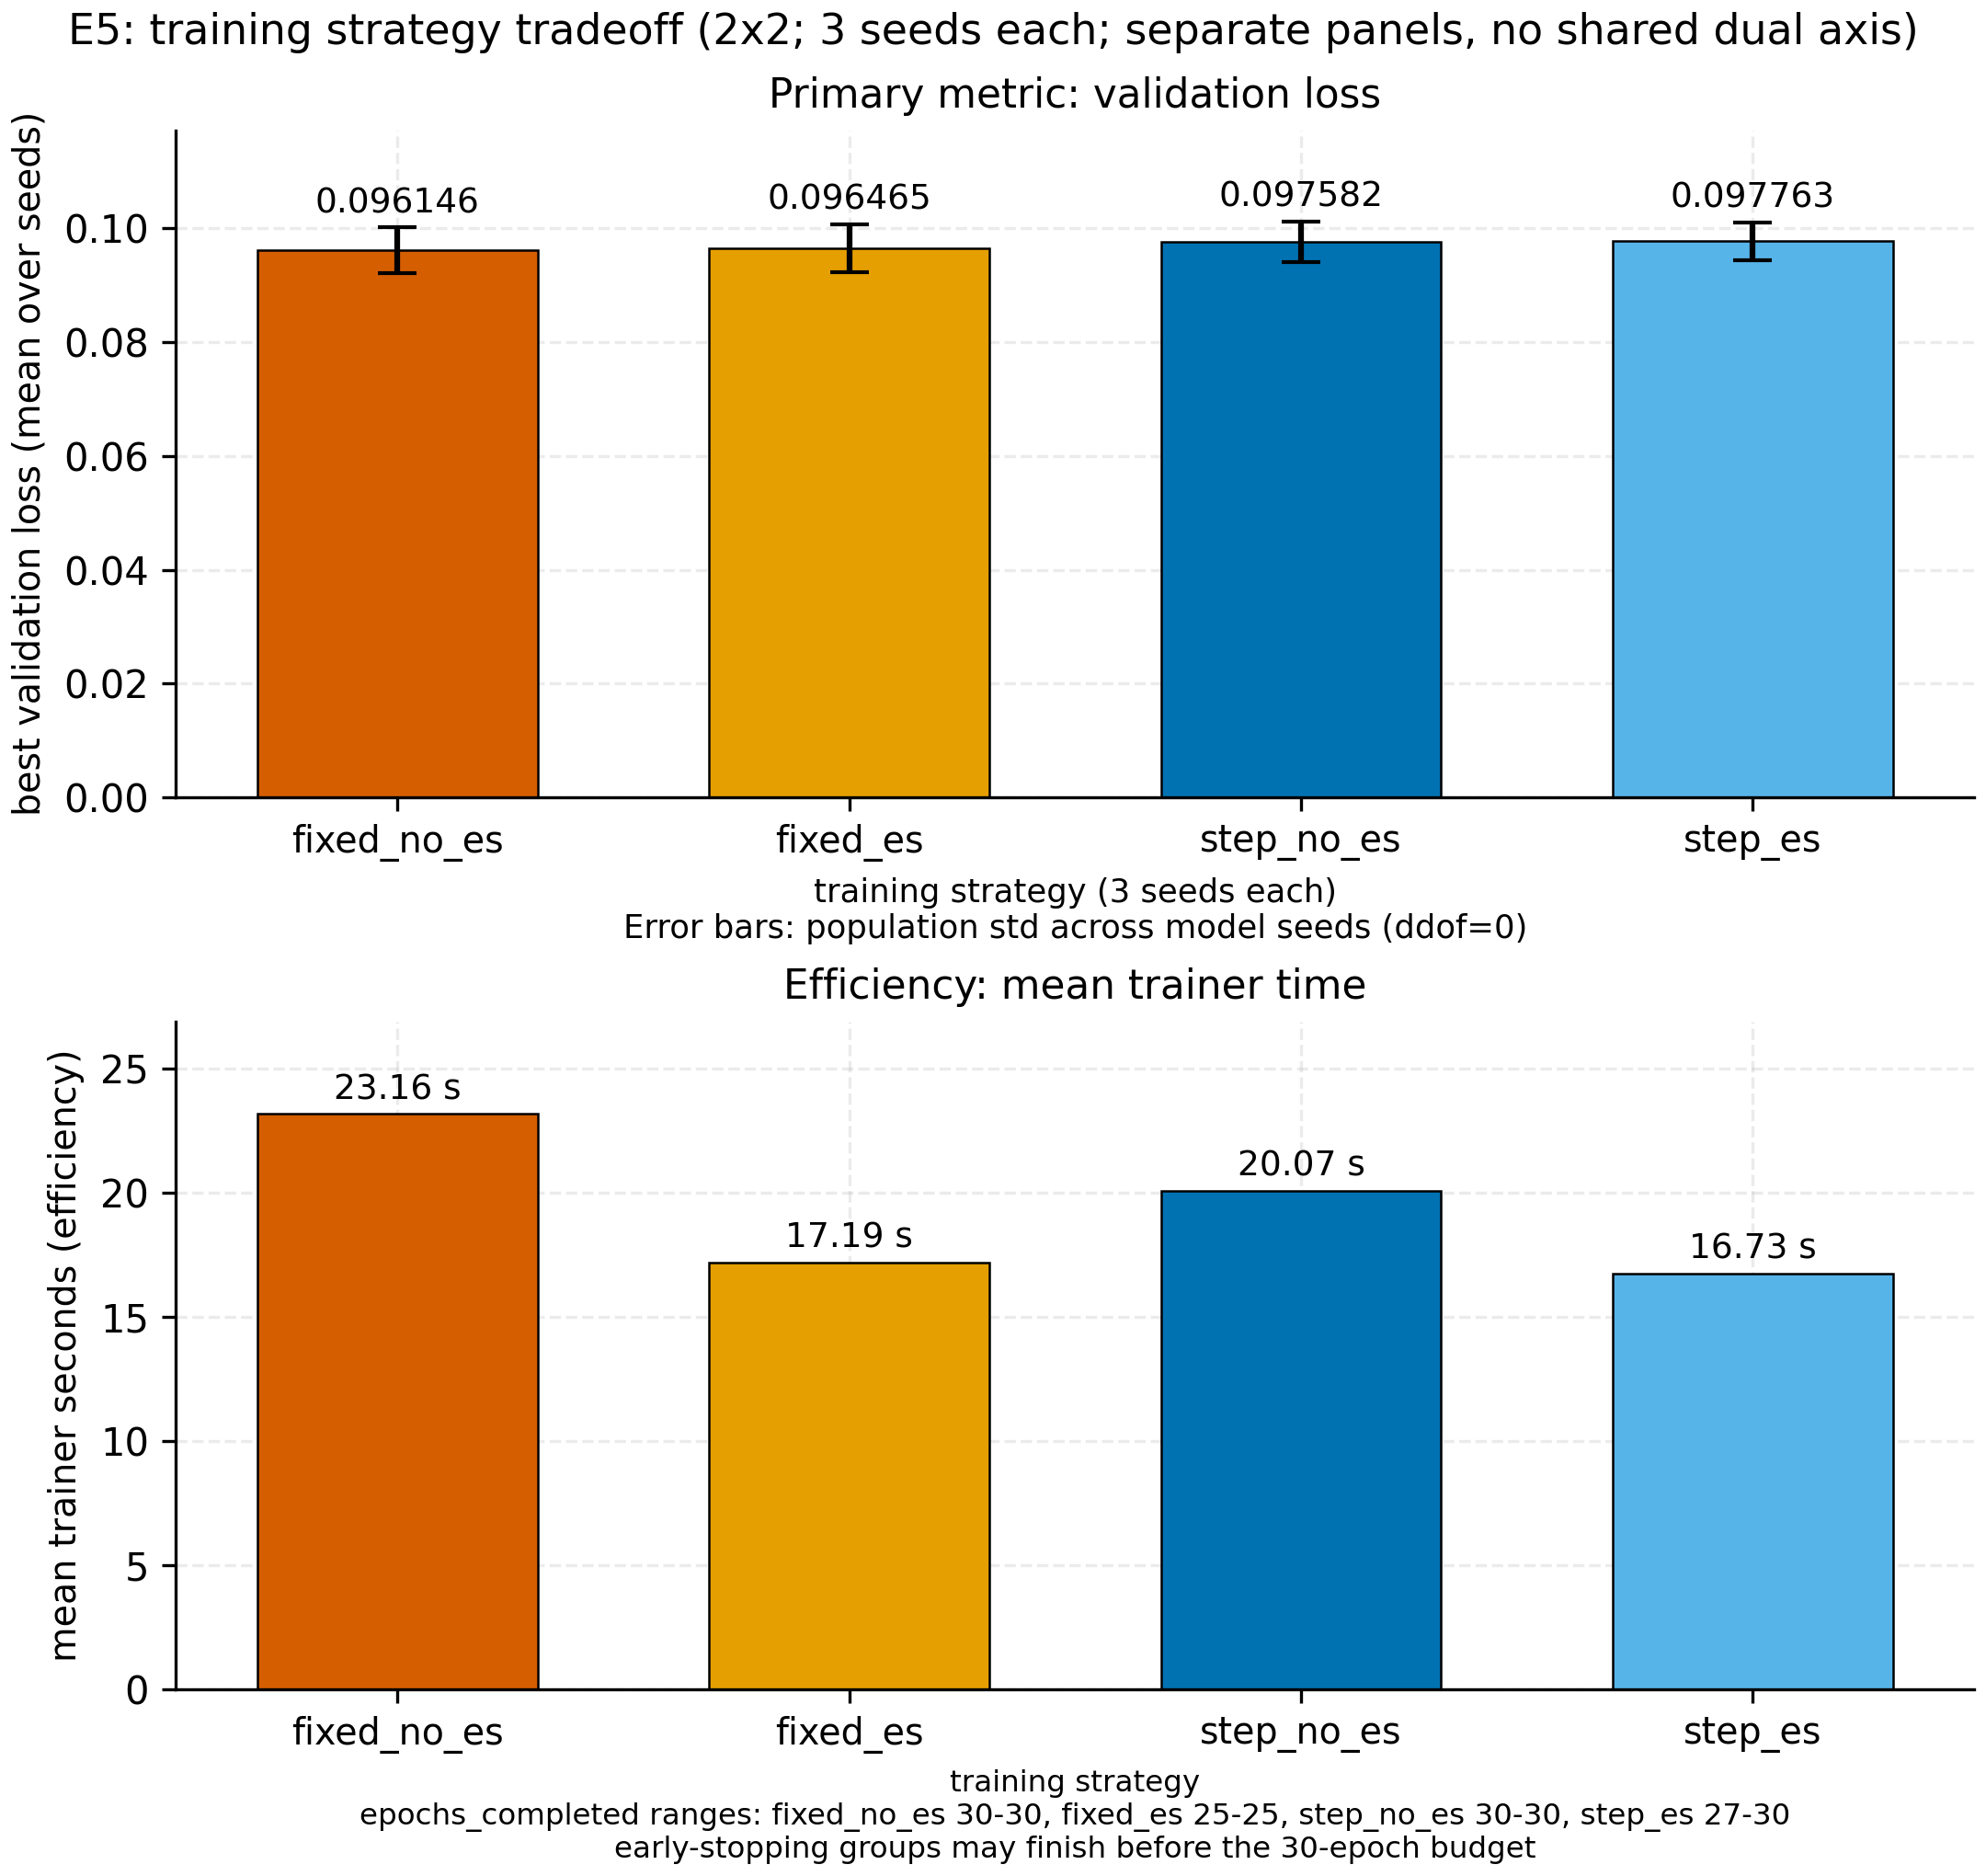 E5: training strategy tradeoff (2x2; 3 seeds each; separate panels, no shared dual axis)
Primary metric: validation loss
best validation loss (mean over seeds)
0.10
0.08
0.06
0.04
0.02
0.00
0.096146
0.096465
0.097582
0.097763
fixed_no_es
fixed_es
step_no_es
step_es
training strategy (3 seeds each)
Error bars: population std across model seeds (ddof=0)
Efficiency: mean trainer time
mean trainer seconds (efficiency)
25
20
15
10
5
0
23.16 s
17.19 s
20.07 s
16.73 s
fixed_no_es
fixed_es
step_no_es
step_es
training strategy
epochs_completed ranges: fixed_no_es 30-30, fixed_es 25-25, step_no_es 30-30, step_es 27-30
early-stopping groups may finish before the 30-epoch budget